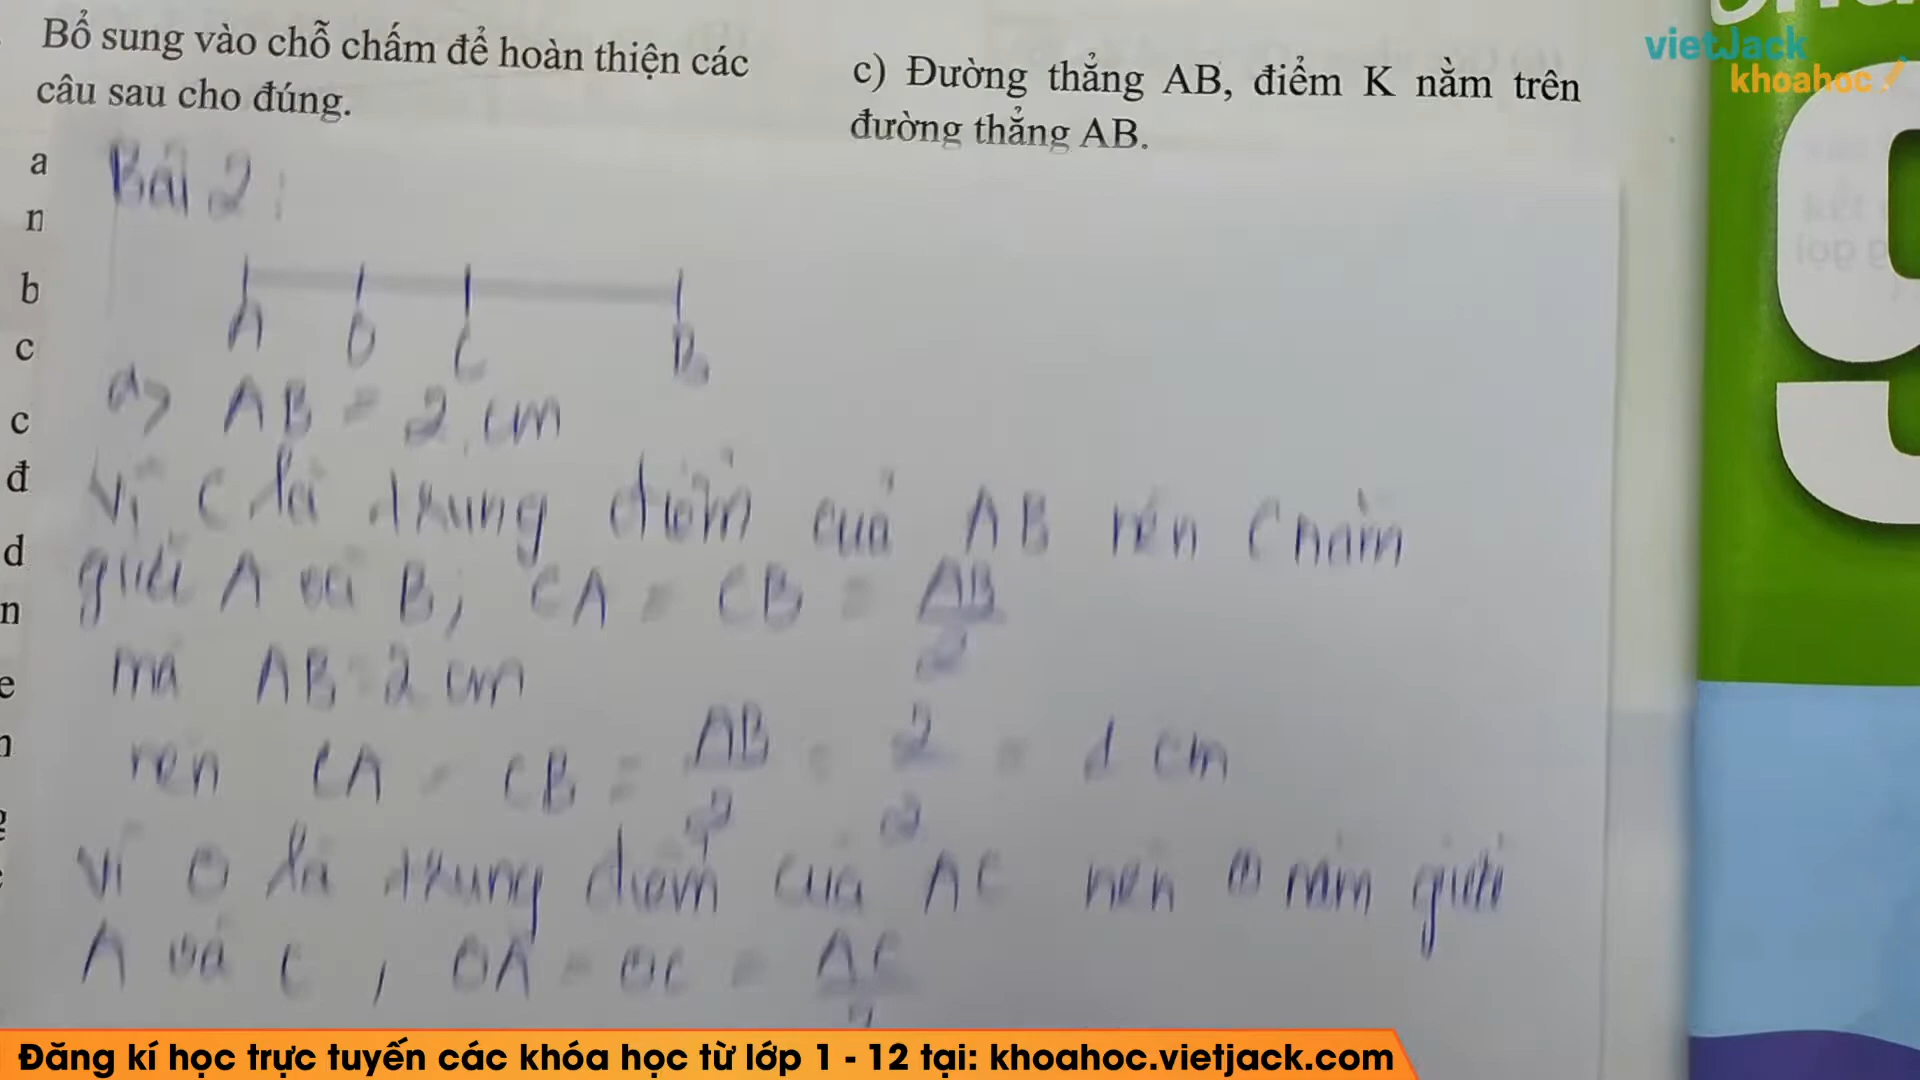 Bổ sung vào chỗ chấm để hoàn thiện các
câu sau cho đúng.
c) Đường thẳng AB, điểm K nằm trên
đường thẳng AB.
vietJack
khoahoc
a
n
b
c
c
đ
d
n
e
Bài 2:
A O C B
a) AB = 2 cm
Vì C là trung điểm của AB nên C nằm
giữa A và B, CA = CB = AB/2
mà AB = 2 cm
nên CA = CB = AB/2 = 2/2 = 1 cm
Vì O là trung điểm của AC nên O nằm giữa
A và C, OA = OC = AC/2
9
Đăng kí học trực tuyến các khóa học từ lớp 1 - 12 tại: khoahoc.vietjack.com